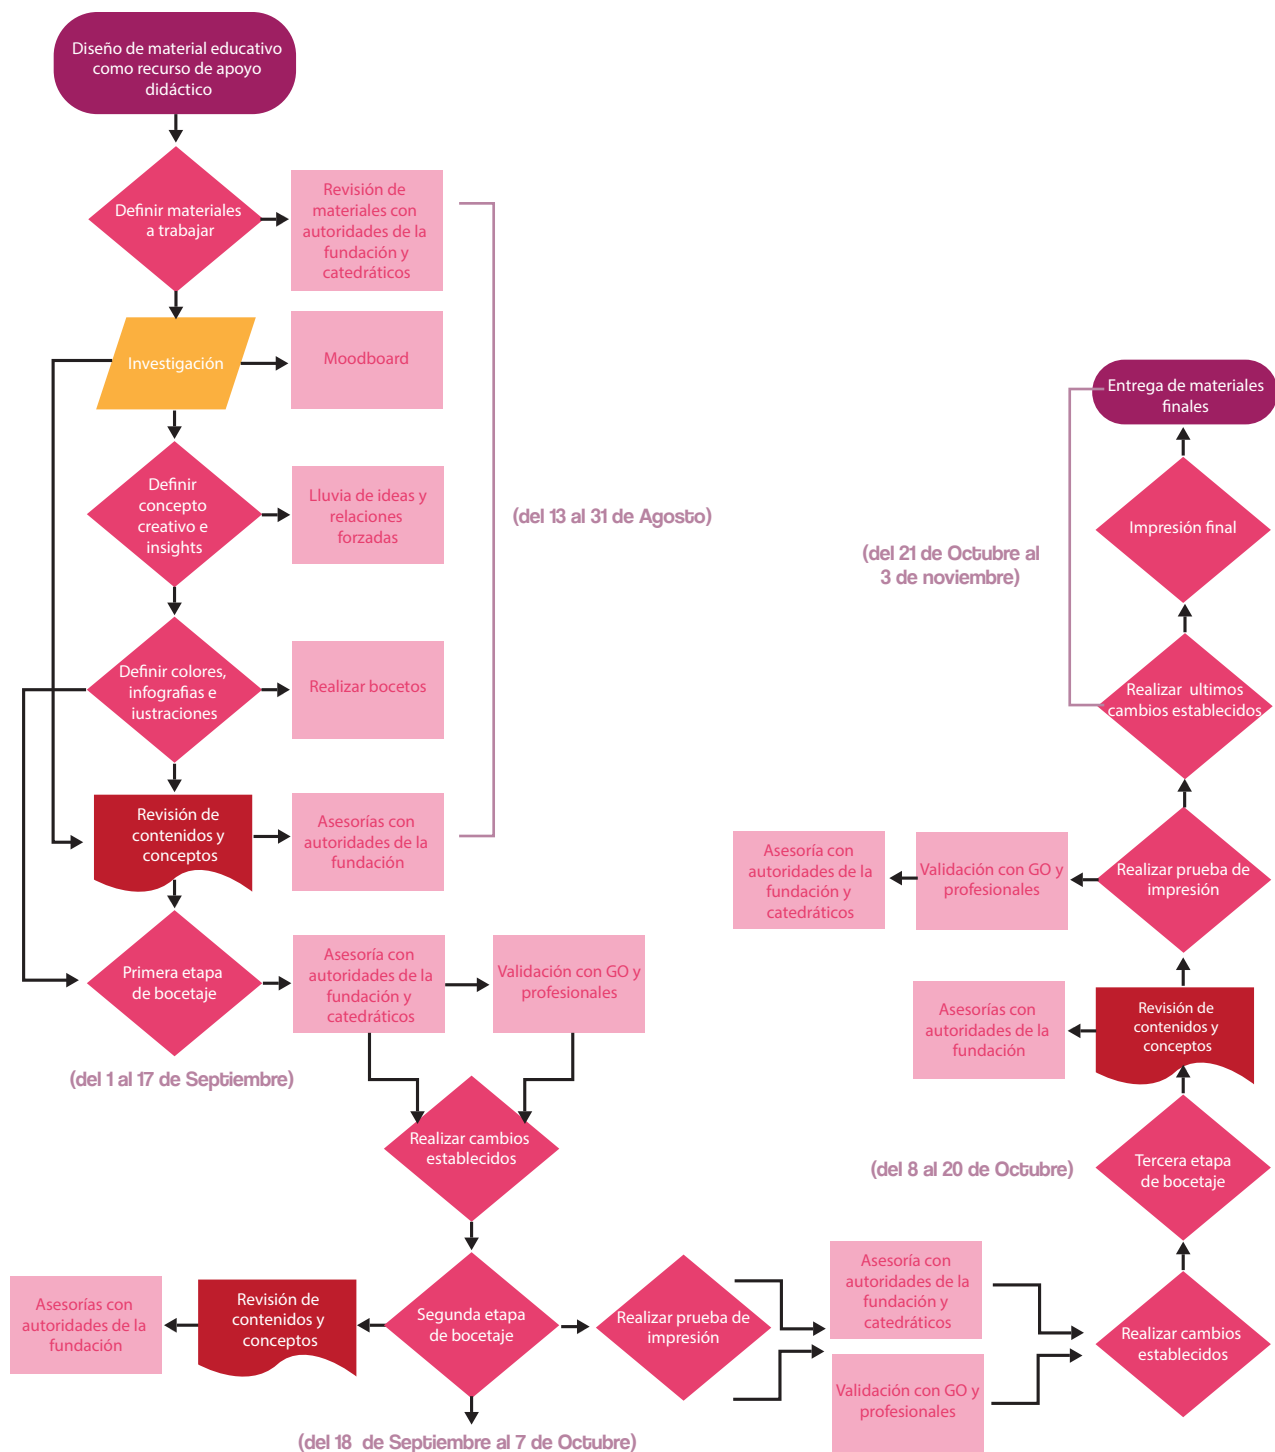 Diseño de material educativo
como recurso de apoyo
didáctico
Definir materiales
a trabajar
Revisión de
materiales con
autoridades de la
fundación y
catedráticos
Investigación
Moodboard
Definir
concepto
creativo e
insights
Lluvia de ideas y
relaciones
forzadas
(del 13 al 31 de Agosto)
Definir colores,
infografias e
iustraciones
Realizar bocetos
Revisión de
contenidos y
conceptos
Asesorías con
autoridades de la
fundación
Primera etapa
de bocetaje
Asesoría con
autoridades de la
fundación y
catedráticos
Validación con GO y
profesionales
(del 1 al 17 de Septiembre)
Realizar cambios
establecidos
Segunda etapa
de bocetaje
Revisión de
contenidos y
conceptos
Asesorías con
autoridades de la
fundación
(del 18 de Septiembre al 7 de Octubre)
Realizar prueba de
impresión
Asesoría con
autoridades de la
fundación y
catedráticos
Validación con GO y
profesionales
Realizar cambios
establecidos
Tercera etapa
de bocetaje
(del 8 al 20 de Octubre)
Revisión de
contenidos y
conceptos
Asesorías con
autoridades de la
fundación
Realizar prueba de
impresión
Validación con GO y
profesionales
Asesoría con
autoridades de la
fundación y
catedráticos
Realizar ultimos
cambios establecidos
(del 21 de Octubre al
3 de noviembre)
Impresión final
Entrega de materiales
finales